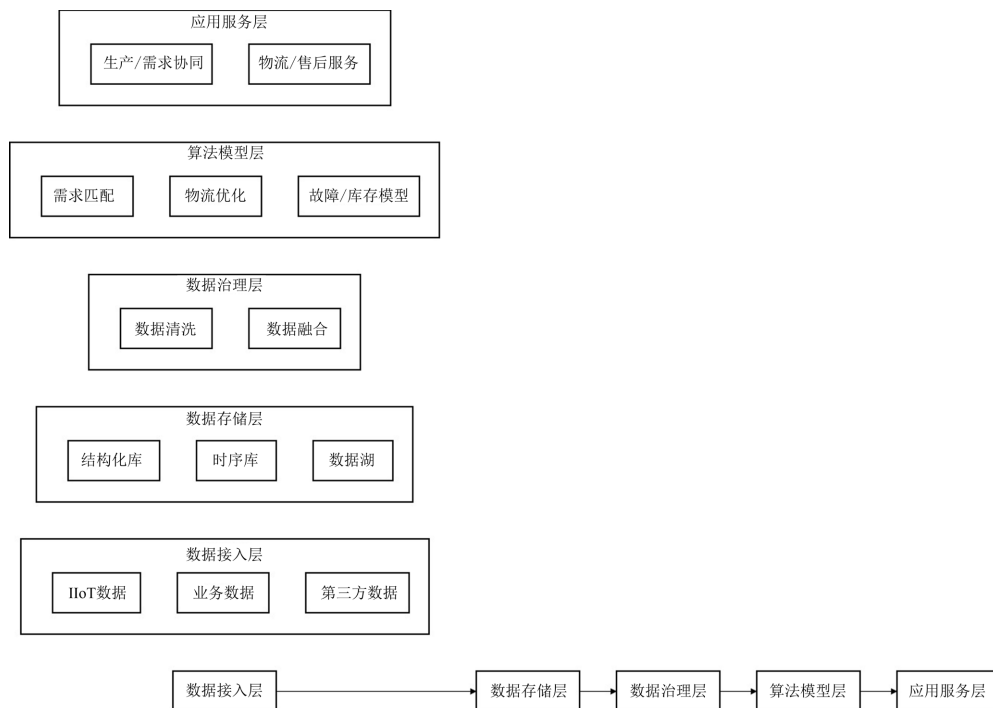 应用服务层
生产/需求协同 物流/售后服务
算法模型层
需求匹配 物流优化 故障/库存模型
数据治理层
数据清洗 数据融合
数据存储层
结构化库 时序库 数据湖
数据接入层
IIoT数据 业务数据 第三方数据
数据接入层 数据存储层 数据治理层 算法模型层 应用服务层